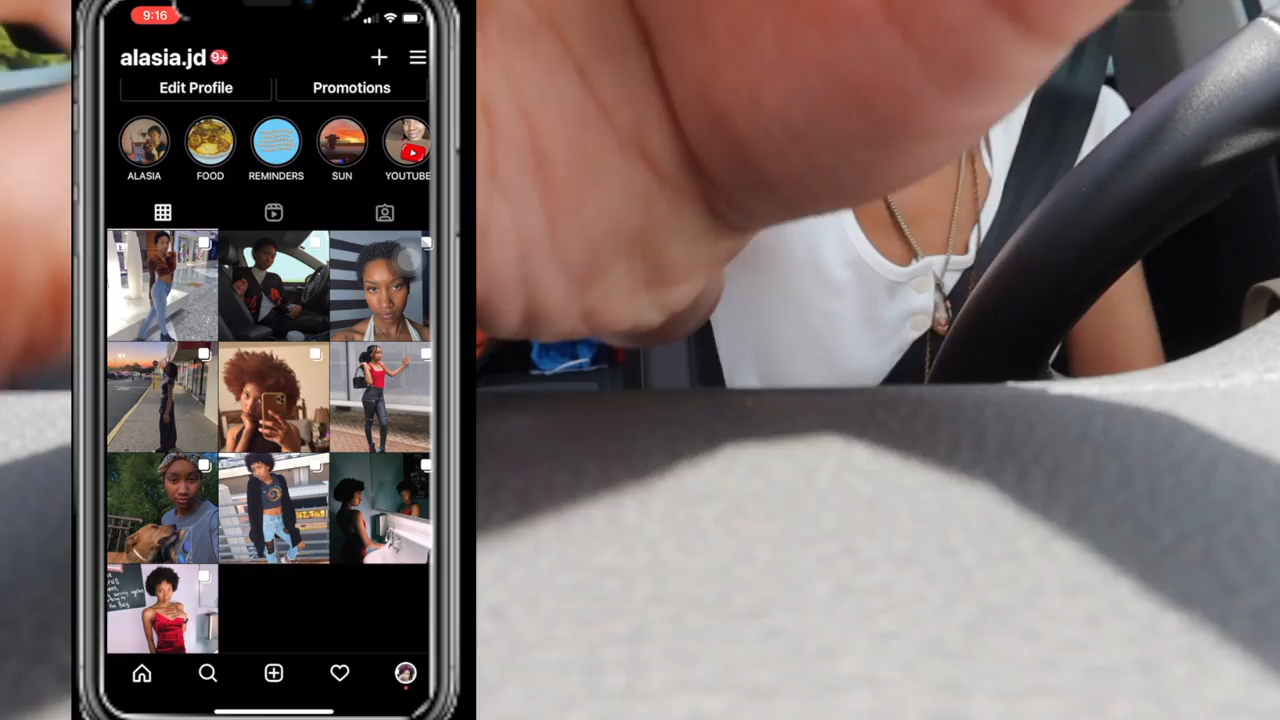 9:16
alasia.jd 9+
Edit Profile Promotions
ALASIA FOOD REMINDERS SUN YOUTUBE